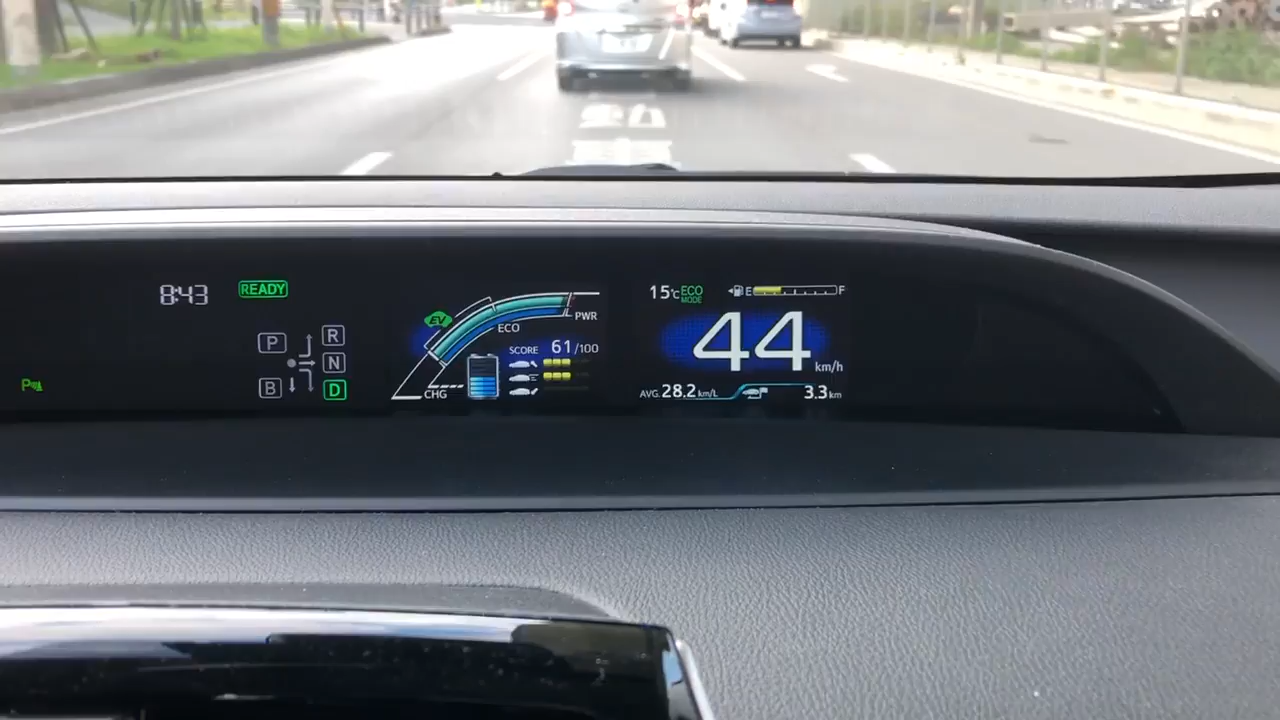 8:43
READY
P
R
N
B
D
P
EV
ECO
PWR
CHG
SCORE 61/100
15℃ ECO MODE
E F
44 km/h
AVG. 28.2 km/L
3.3 km